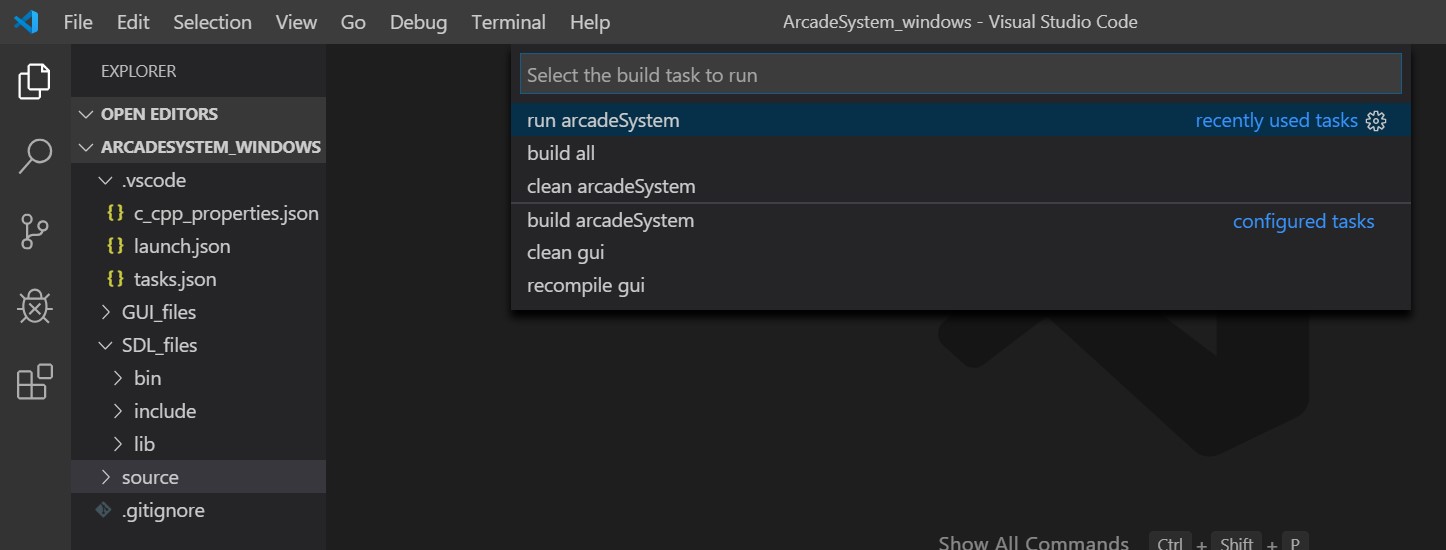 File Edit Selection View Go Debug Terminal Help ArcadeSystem_windows - Visual Studio Code
EXPLORER
OPEN EDITORS
ARCADESYSTEM_WINDOWS
.vscode
{} c_cpp_properties.json
{} launch.json
{} tasks.json
GUI_files
SDL_files
bin
include
lib
source
.gitignore
Select the build task to run
run arcadeSystem recently used tasks
build all
clean arcadeSystem
build arcadeSystem configured tasks
clean gui
recompile gui
Show All Commands Ctrl + Shift + P